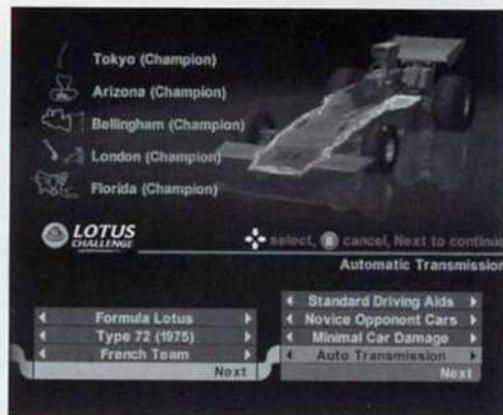 Tokyo (Champion)
Arizona (Champion)
Bellingham (Champion)
London (Champion)
Florida (Champion)
LOTUS
CHALLENGE
select, B cancel, Next to continue
Automatic Transmission
Formula Lotus
Type 72 (1975)
French Team
Next
Standard Driving Aids
Novice Opponent Cars
Minimal Car Damage
Auto Transmission
Next